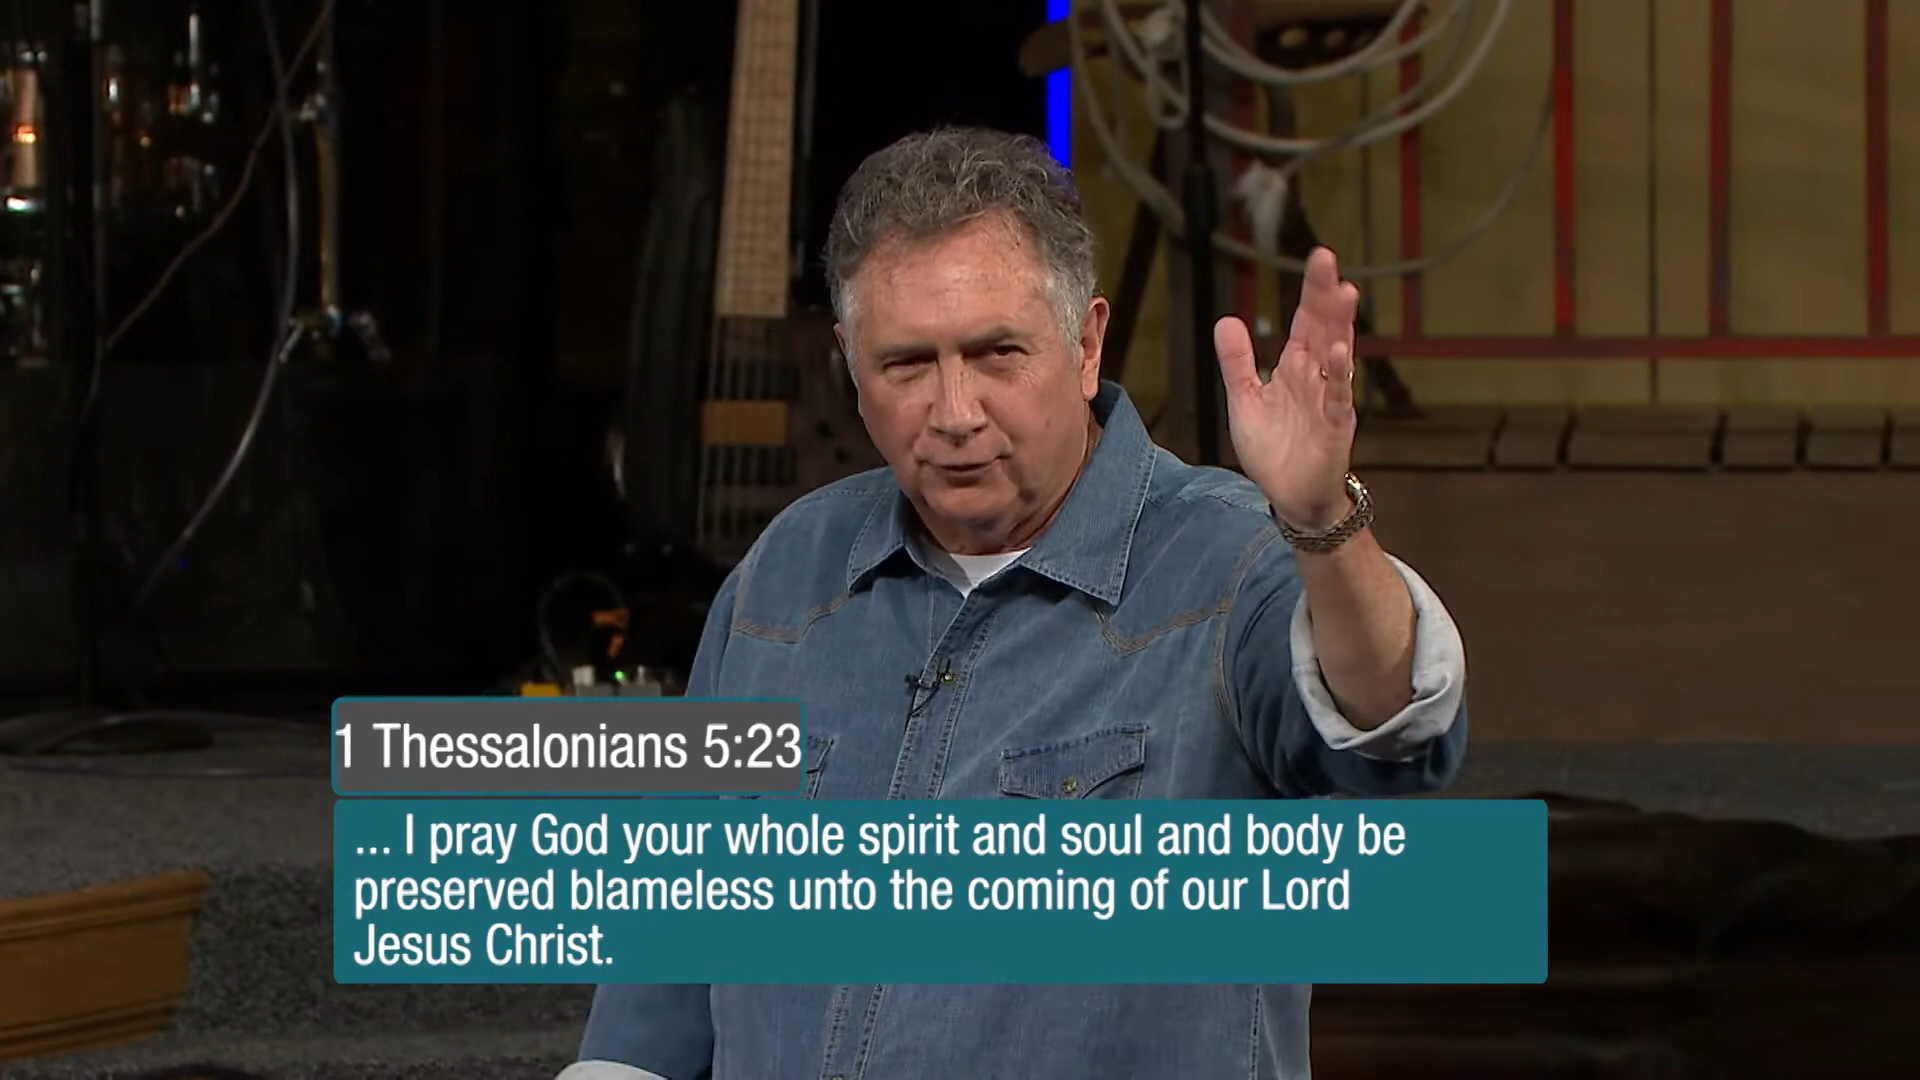 1 Thessalonians 5:23
... I pray God your whole spirit and soul and body be
preserved blameless unto the coming of our Lord
Jesus Christ.